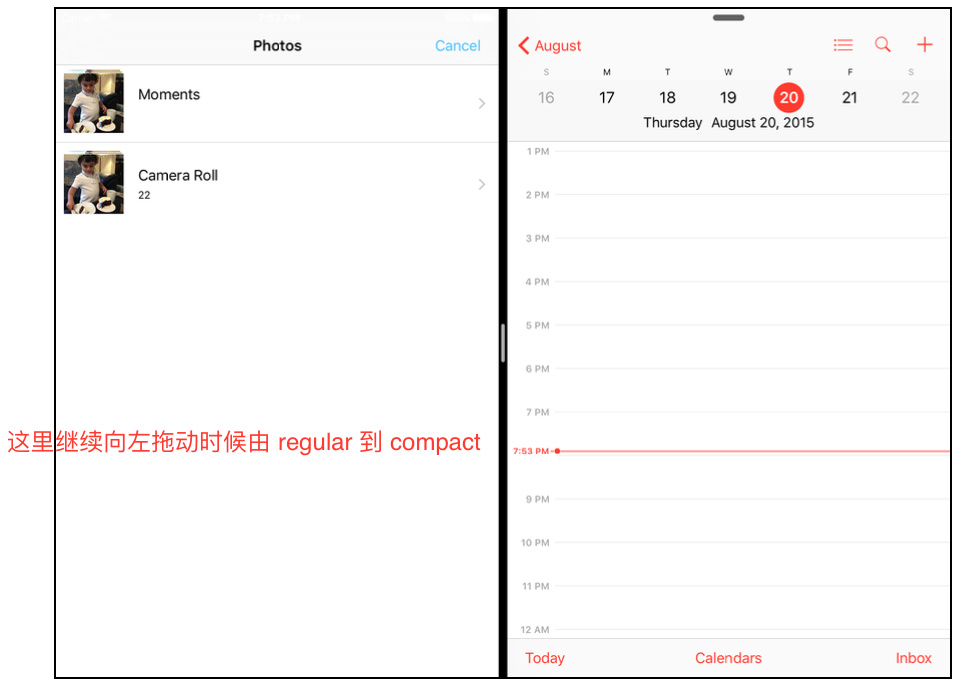 Photos
Cancel
Moments
Camera Roll
22
这里继续向左拖动时候由 regular 到 compact
August
S M T W T F S
16 17 18 19 20 21 22
Thursday August 20, 2015
1 PM
2 PM
3 PM
4 PM
5 PM
6 PM
7 PM
7:53 PM
9 PM
10 PM
11 PM
12 AM
Today
Calendars
Inbox